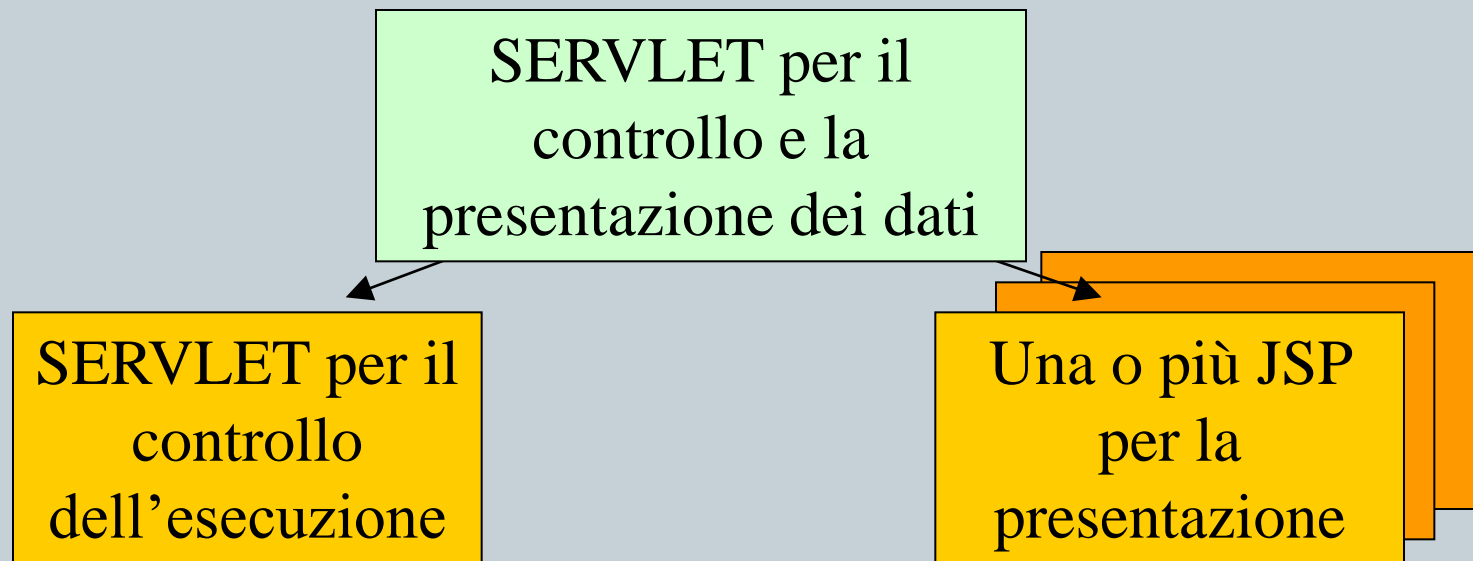 SERVLET per il
controllo e la
presentazione dei dati
SERVLET per il
controllo
dell’esecuzione
Una o più JSP
per la
presentazione